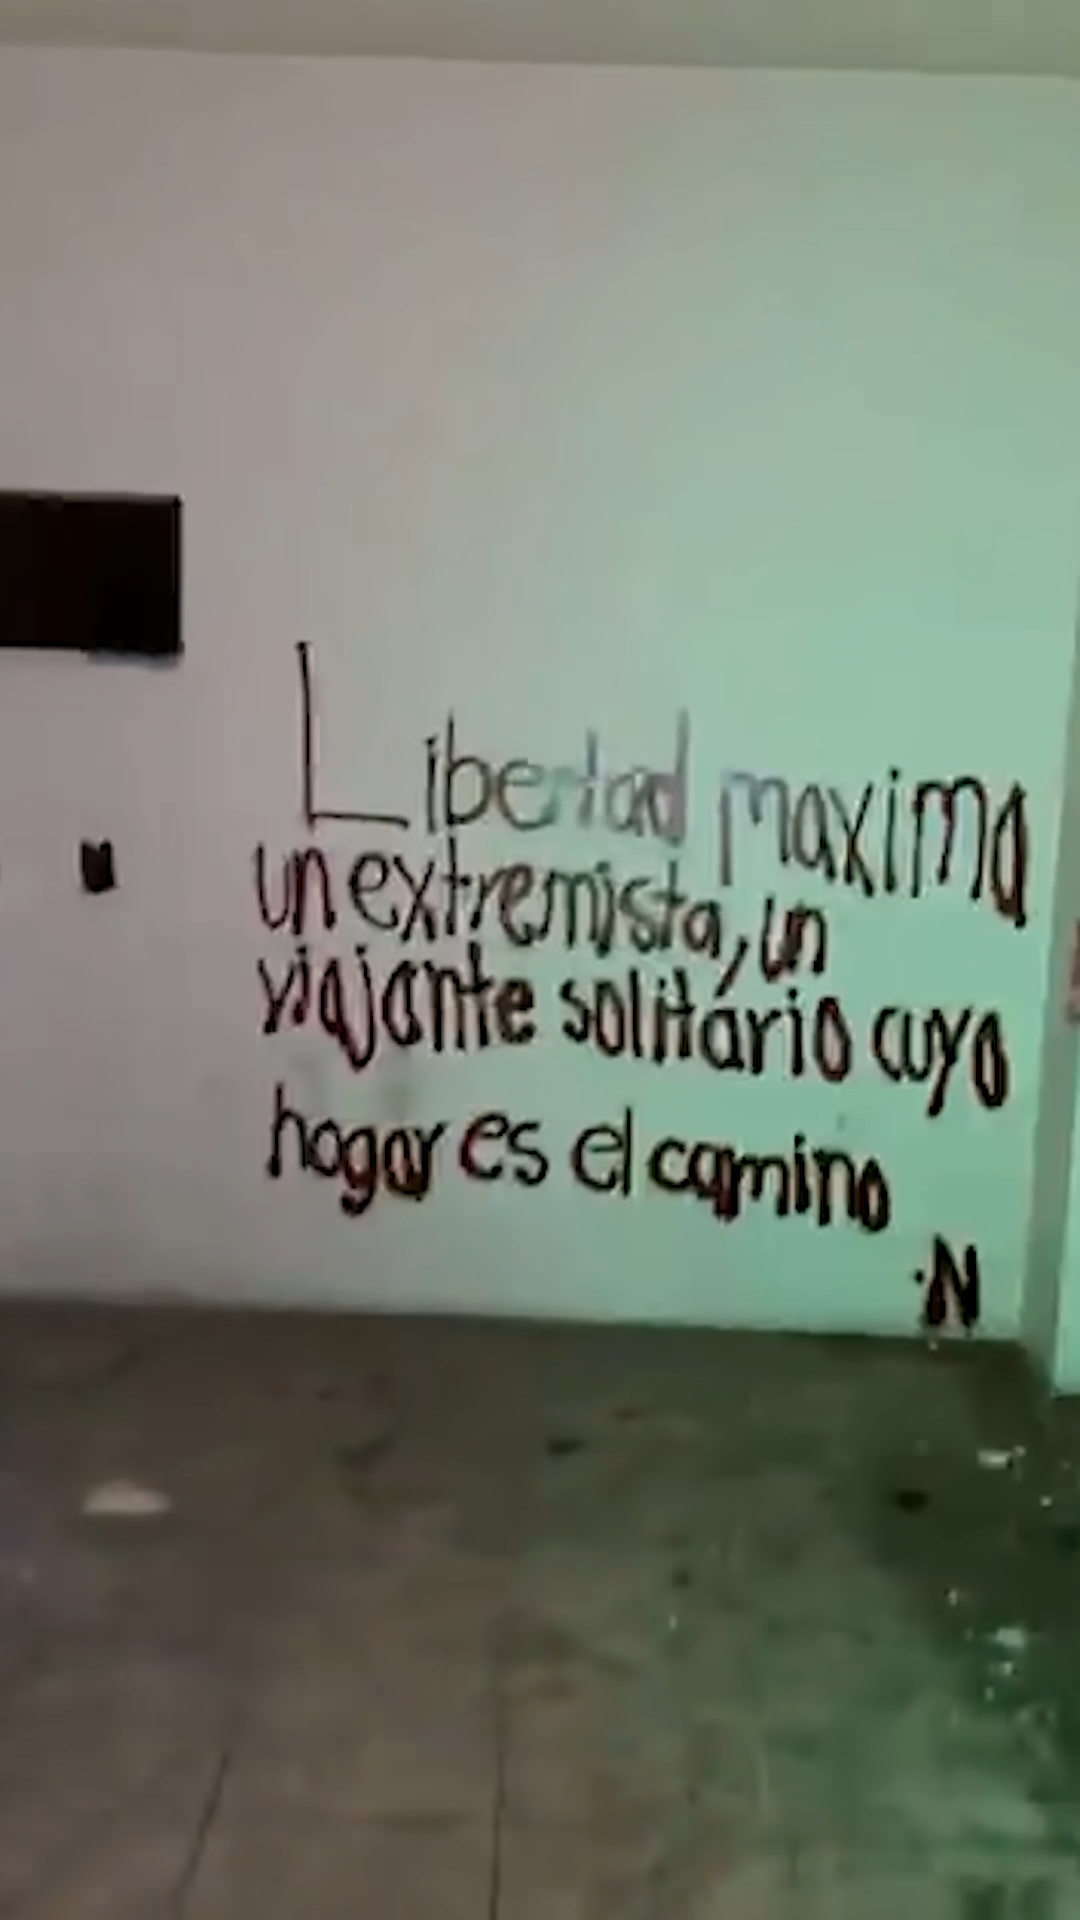 Libertad maxima
un extremista, un
viajante solitário cuyo
hogar es el camino
.N